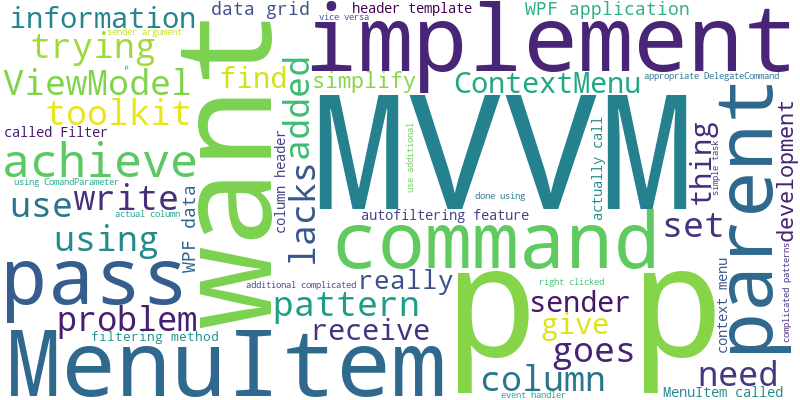 information
data grid
vice versa
header template
WPF application
sender argument
trying
want
implement
p
ViewModel
find
simplify
ContextMenu
appropriate DelegateCommand
toolkit
added
MVVM
parent
called Filter
column header
use additional
actually call
thing
simple task
development
achieve
lacks
using ComandParameter
write
done using
use
actual column
WPF data
autofiltering feature
set
command
using
complicated patterns
pass
additional complicated
really
right clicked
context menu
p
p
pattern
sender
problem
receive
give
filtering method
goes
MenuItem
column
need
event handler
MenuItem called